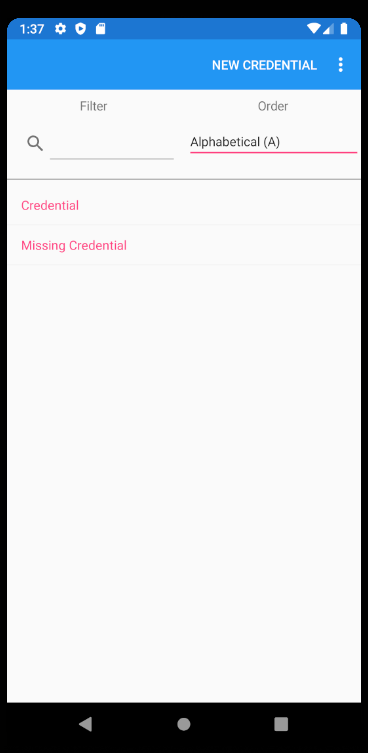 1:37
NEW CREDENTIAL
Filter
Order
Alphabetical (A)
Credential
Missing Credential